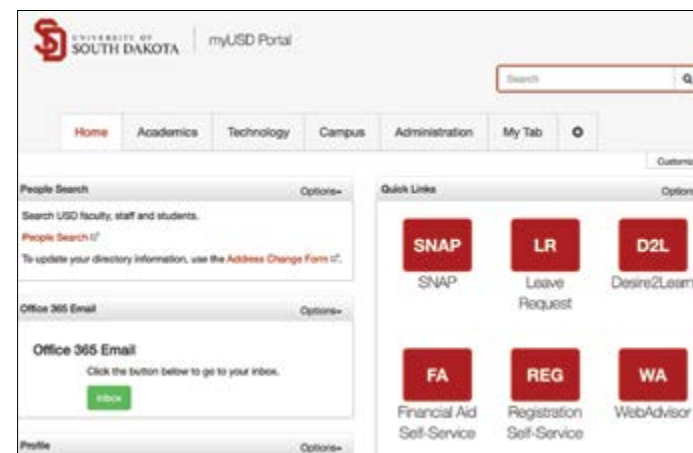 UNIVERSITY OF
SOUTH DAKOTA
myUSD Portal
Search
Home Academics Technology Campus Administration My Tab
Customiz
People Search Options
Search USD faculty, staff and students.
People Search
To update your directory information, use the Address Change Form.
Office 365 Email Options
Office 365 Email
Click the button below to go to your inbox.
Inbox
Profile Options
Quick Links Option
SNAP LR D2L
SNAP Leave Request Desire2Learn
FA REG WA
Financial Aid Self-Service Registration Self-Service WebAdvisor